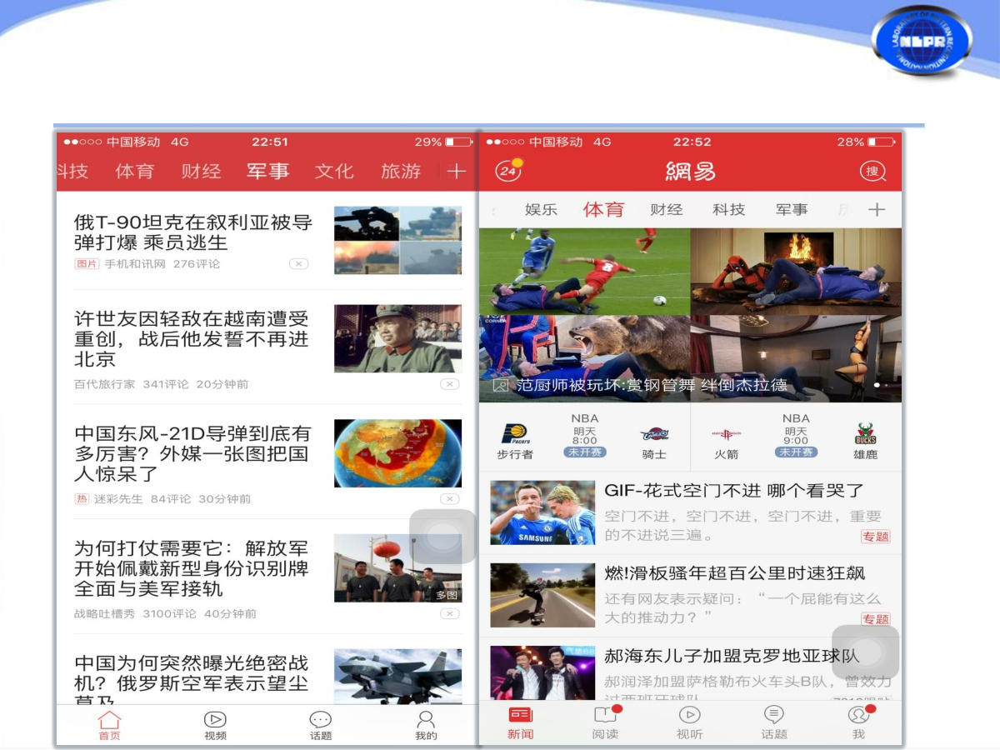 LABORATORY OF PATTERN RECOGNITION NATIONAL
NLPR
中国移动 4G 22:51 29%
科技 体育 财经 军事 文化 旅游
俄T-90坦克在叙利亚被导
弹打爆 乘员逃生
图片 手机和讯网 276评论
许世友因轻敌在越南遭受
重创，战后他发誓不再进
北京
百代旅行家 341评论 20分钟前
中国东风-21D导弹到底有
多厉害？外媒一张图把国
人惊呆了
热 迷彩先生 84评论 30分钟前
为何打仗需要它：解放军
开始佩戴新型身份识别牌
全面与美军接轨
多图
战略吐槽秀 3100评论 40分钟前
中国为何突然曝光绝密战
机？俄罗斯空军表示望尘
莫及
首页 视频 话题 我的
中国移动 4G 22:52 28%
24 網易 搜
娱乐 体育 财经 科技 军事
范厨师被玩坏:赏钢管舞 绊倒杰拉德
NBA
明天
8:00
未开赛
Pacers
步行者 骑士
NBA
明天
9:00
未开赛
BUCKS
火箭 雄鹿
SAMSUNG
GIF-花式空门不进 哪个看哭了
空门不进，空门不进，空门不进，重要
的不进说三遍。
专题
燃!滑板骚年超百公里时速狂飙
还有网友表示疑问：“一个屁能有这么
大的推动力？”
专题
郝海东儿子加盟克罗地亚球队
郝润泽加盟萨格勒布火车头B队，曾效力
过西班牙球队
新闻 阅读 视听 话题 我